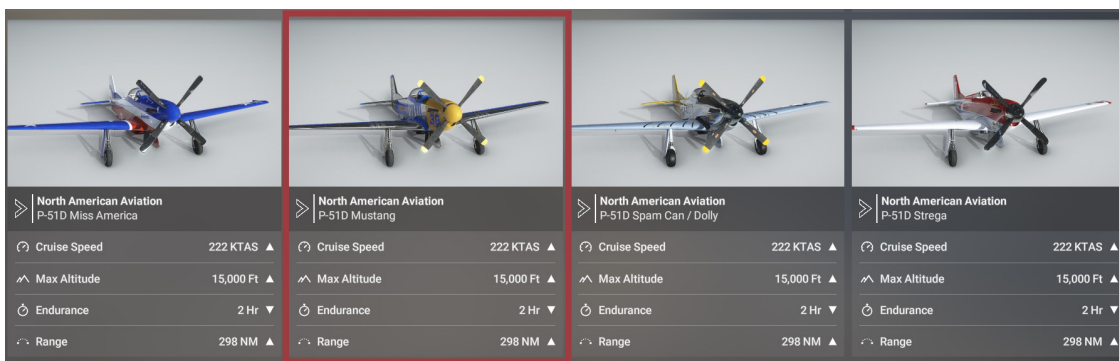 North American Aviation
P-51D Miss America
Cruise Speed 222 KTAS ▲
Max Altitude 15,000 Ft ▲
Endurance 2 Hr ▼
Range 298 NM ▲
North American Aviation
P-51D Mustang
Cruise Speed 222 KTAS ▲
Max Altitude 15,000 Ft ▲
Endurance 2 Hr ▼
Range 298 NM ▲
North American Aviation
P-51D Spam Can / Dolly
Cruise Speed 222 KTAS ▲
Max Altitude 15,000 Ft ▲
Endurance 2 Hr ▼
Range 298 NM ▲
North American Aviation
P-51D Strega
Cruise Speed 222 KTAS ▲
Max Altitude 15,000 Ft ▲
Endurance 2 Hr ▼
Range 298 NM ▲